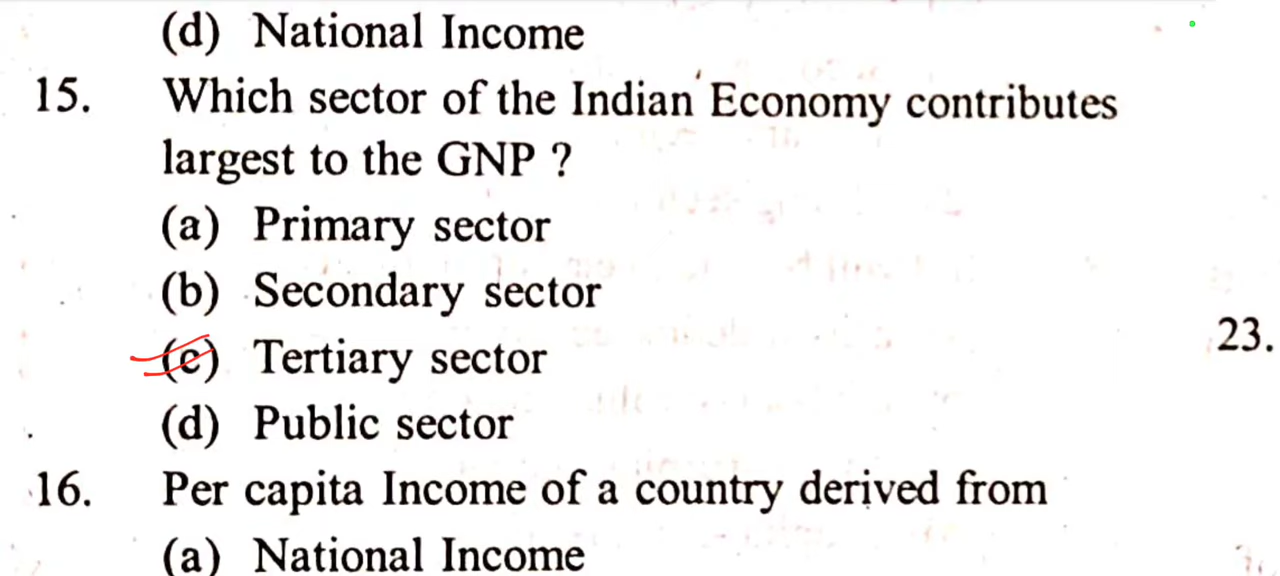 (d) National Income
15. Which sector of the Indian Economy contributes
largest to the GNP ?
(a) Primary sector
(b) Secondary sector
(c) Tertiary sector
(d) Public sector
23.
16. Per capita Income of a country derived from
(a) National Income